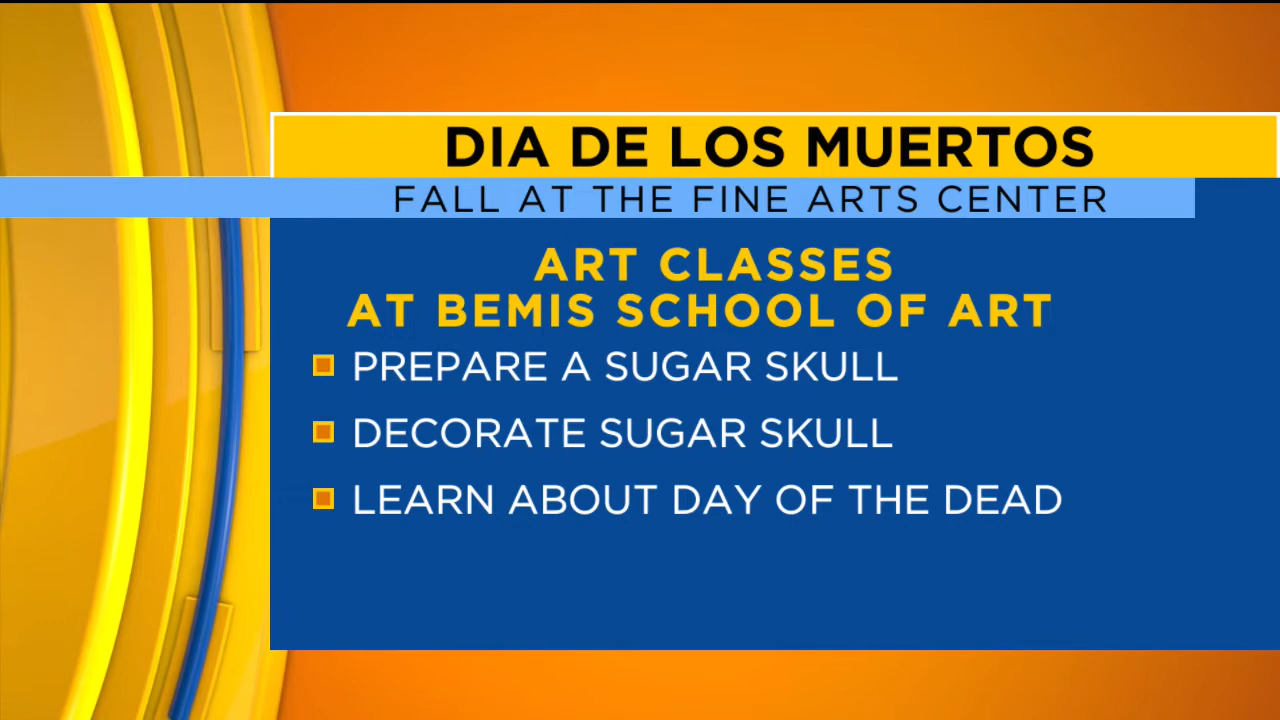 DIA DE LOS MUERTOS
FALL AT THE FINE ARTS CENTER
ART CLASSES
AT BEMIS SCHOOL OF ART
PREPARE A SUGAR SKULL
DECORATE SUGAR SKULL
LEARN ABOUT DAY OF THE DEAD